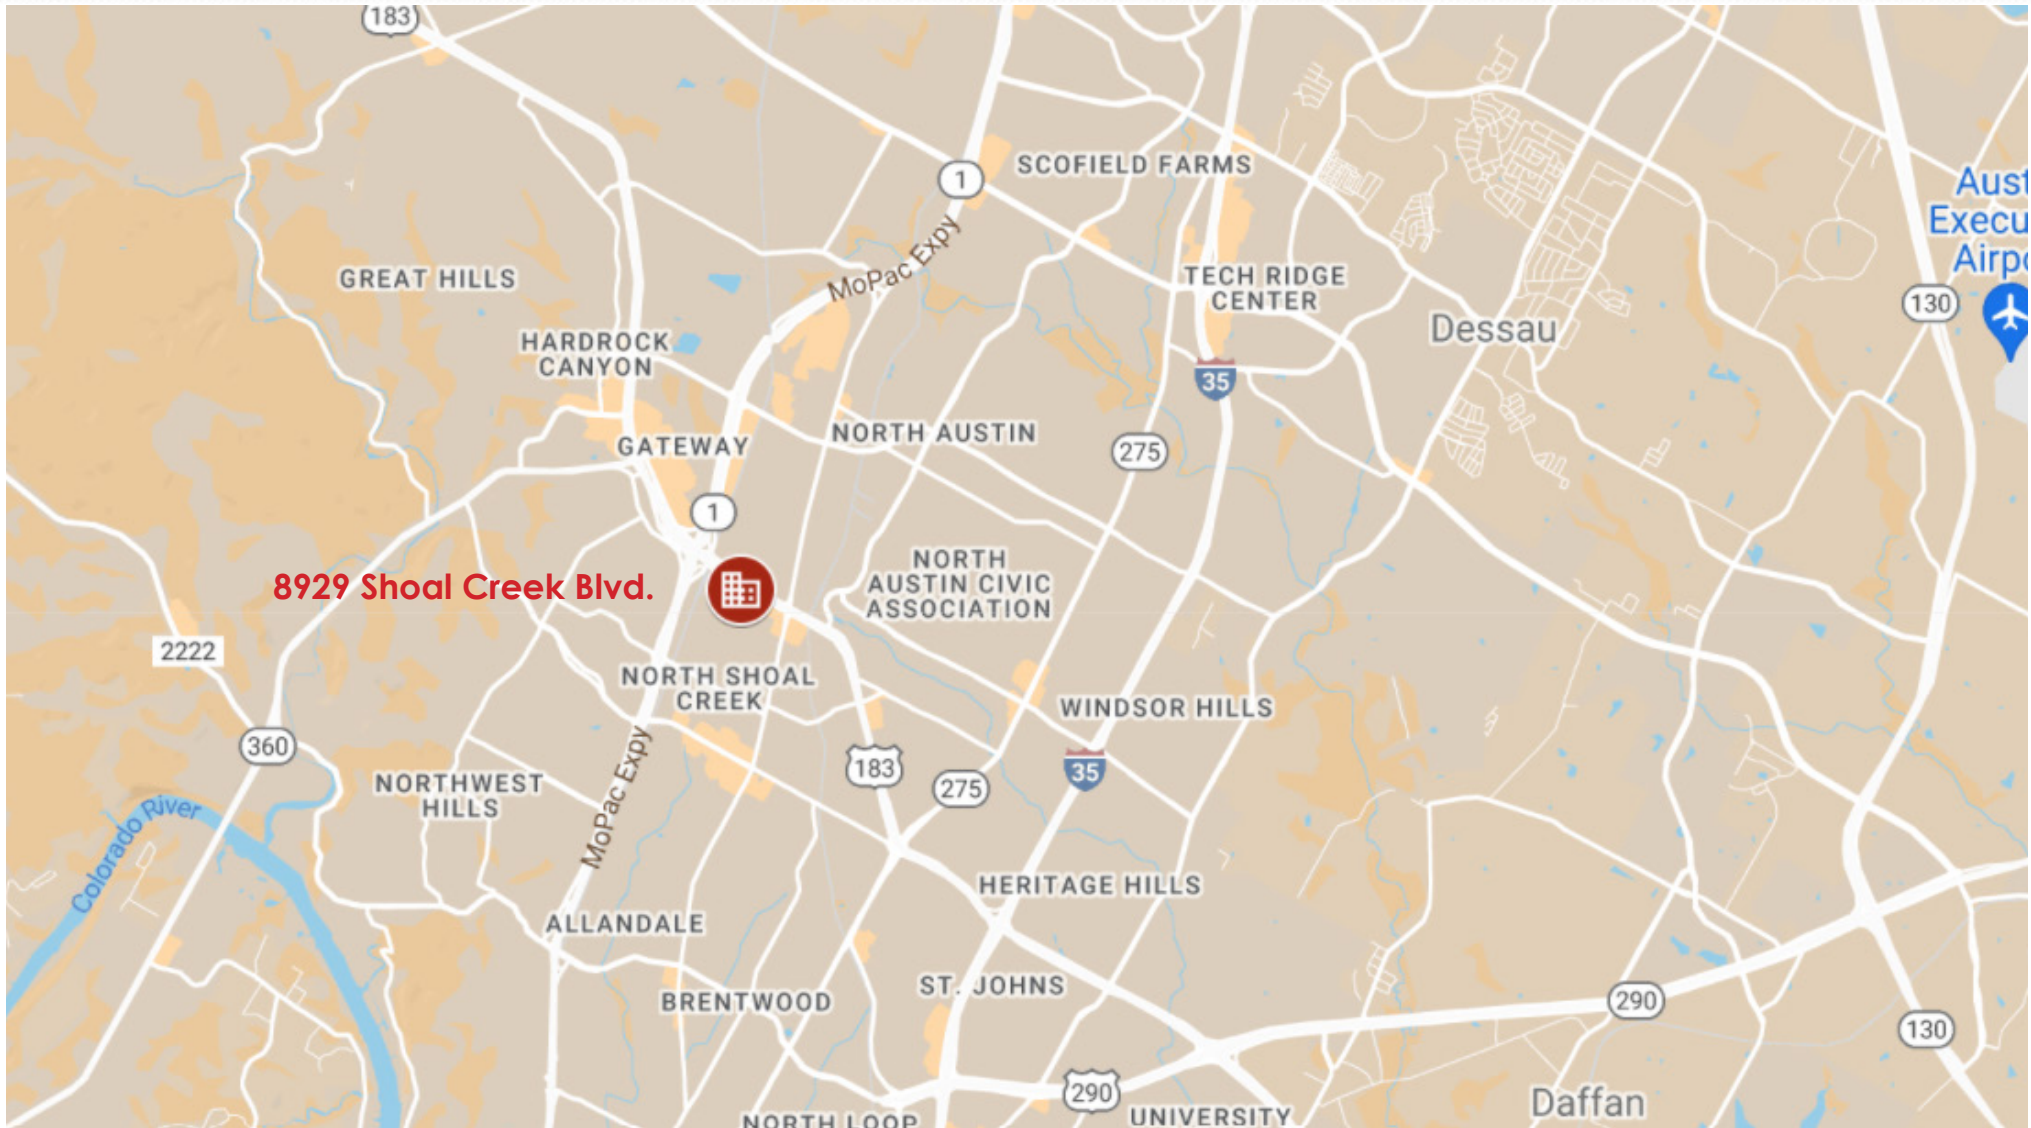 183
SCOFIELD FARMS
1
Aust
Execu
Airpo
MoPac Expy
GREAT HILLS
TECH RIDGE
CENTER
130
Dessau
HARDROCK
CANYON
35
GATEWAY
NORTH AUSTIN
275
1
NORTH
AUSTIN CIVIC
ASSOCIATION
8929 Shoal Creek Blvd.
2222
NORTH SHOAL
CREEK
WINDSOR HILLS
360
183
35
275
NORTHWEST
HILLS
MoPac Expy
Colorado River
HERITAGE HILLS
ALLANDALE
ST. JOHNS
BRENTWOOD
290
130
290
Daffan
NORTH LOOP
UNIVERSITY